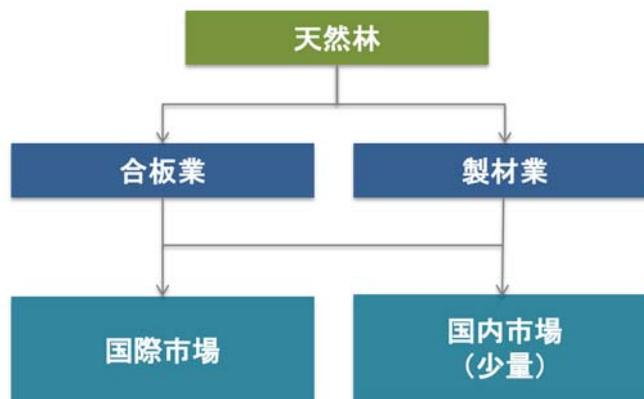 天然林
合板業
製材業
国際市場
国内市場
（少量）